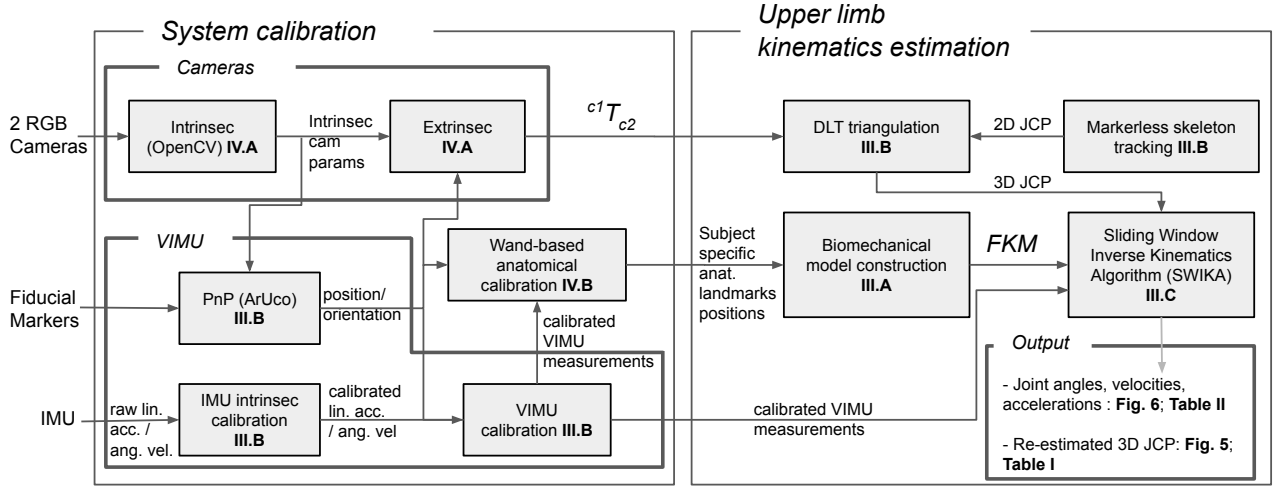 System calibration
Upper limb
kinematics estimation
Cameras
2 RGB
Cameras
Intrinsec
(OpenCV) IV.A
Intrinsec
cam
params
Extrinsec
IV.A
c1Tc2
DLT triangulation
III.B
2D JCP
Markerless skeleton
tracking III.B
3D JCP
VIMU
Fiducial
Markers
PnP (ArUco)
III.B
position/
orientation
Wand-based
anatomical
calibration IV.B
Subject
specific
anat.
landmarks
positions
Biomechanical
model construction
III.A
FKM
Sliding Window
Inverse Kinematics
Algorithm (SWIKA)
III.C
calibrated
VIMU
measurements
IMU
raw lin.
acc. /
ang. vel.
IMU intrinsec
calibration
III.B
calibrated
lin. acc.
/ ang. vel
VIMU
calibration III.B
calibrated VIMU
measurements
Output
- Joint angles, velocities,
accelerations : Fig. 6; Table II
- Re-estimated 3D JCP: Fig. 5;
Table I